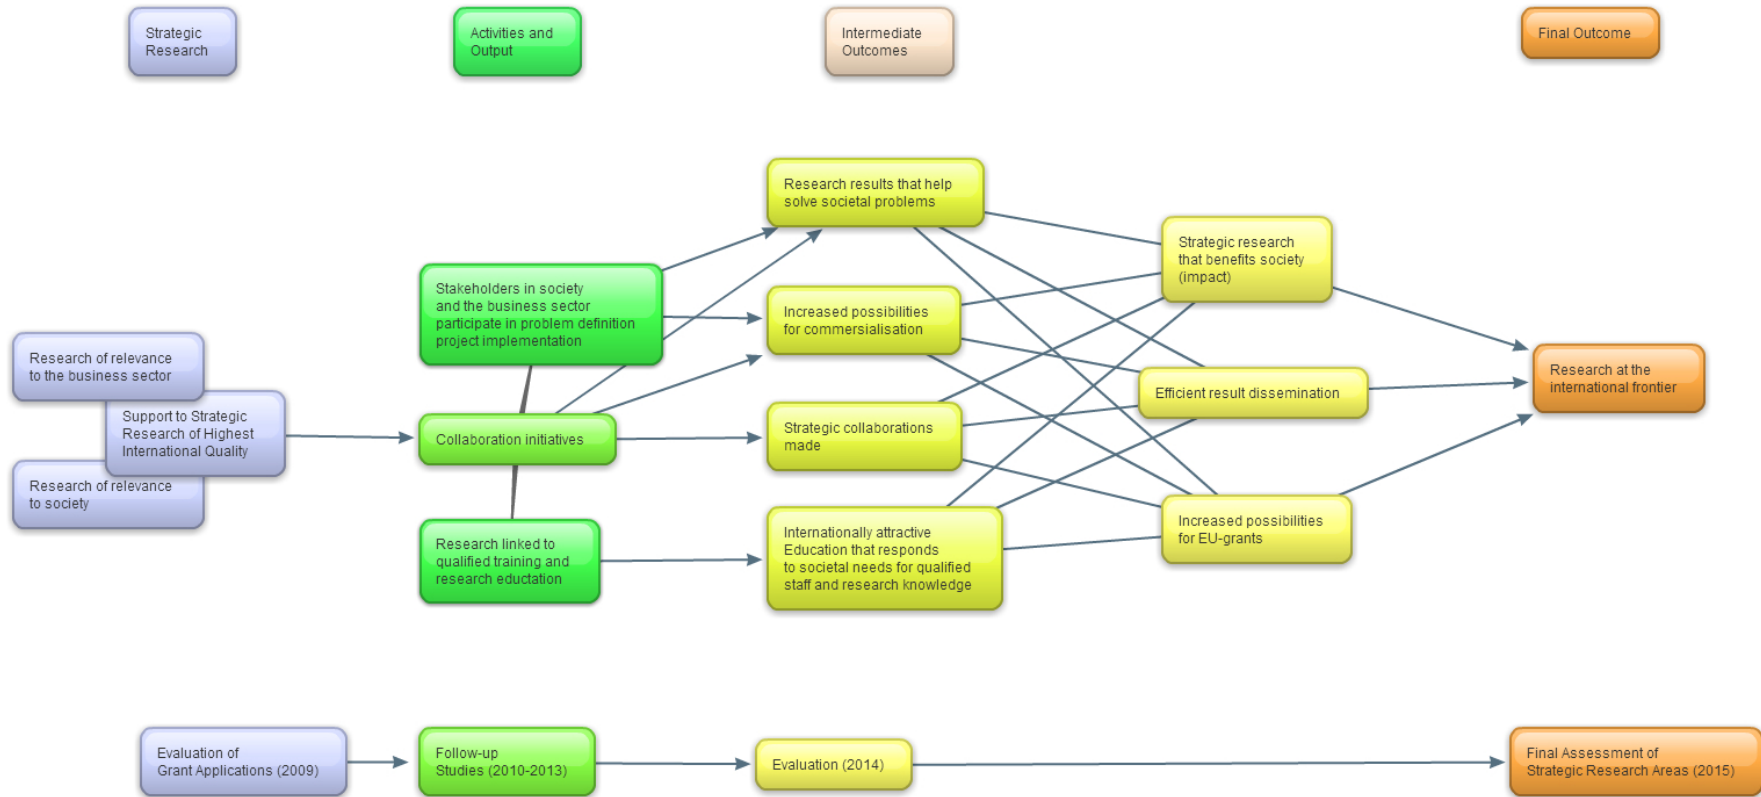 Strategic
Research
Activities and
Output
Intermediate
Outcomes
Final Outcome
Research results that help
solve societal problems
Strategic research
that benefits society
(impact)
Stakeholders in society
and the business sector
participate in problem definition
project implementation
Increased possibilities
for commersialisation
Research of relevance
to the business sector
Research at the
international frontier
Efficient result dissemination
Support to Strategic
Research of Highest
International Quality
Collaboration initiatives
Strategic collaborations
made
Research of relevance
to society
Research linked to
qualified training and
research eductation
Internationally attractive
Education that responds
to societal needs for qualified
staff and research knowledge
Increased possibilities
for EU-grants
Evaluation of
Grant Applications (2009)
Follow-up
Studies (2010-2013)
Evaluation (2014)
Final Assessment of
Strategic Research Areas (2015)